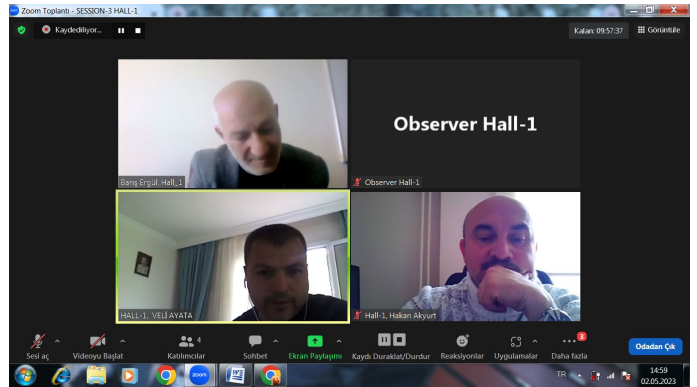 Zoom Toplantı - SESSION-3 HALL-1
Kaydediliyor...
Kalan: 09:57:37
Görüntüle
Observer Hall-1
Barış Ergül, Hall_1
Observer Hall-1
HALL-1, VELİ AYATA
Hall-1, Hakan Akyurt
4
3
Sesi aç
Videoyu Başlat
Katılımcılar
Sohbet
Ekran Paylaşımı
Kaydı Duraklat/Durdur
Reaksiyonlar
Uygulamalar
Daha fazla
Odadan Çık
zoom
W
TR
14:59
02.05.2023